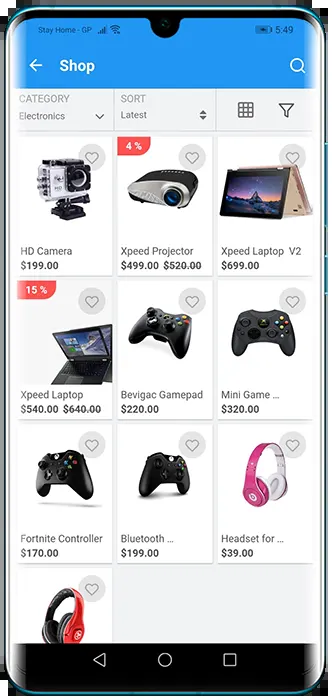 Stay Home - GP 5:49
Shop
CATEGORY SORT
Electronics Latest
4 %
HD Camera Xpeed Projector Xpeed Laptop V2
$199.00 $499.00 $520.00 $699.00
15 %
Xpeed Laptop Bevigac Gamepad Mini Game ...
$540.00 $640.00 $220.00 $320.00
Fortnite Controller Bluetooth ... Headset for ...
$170.00 $199.00 $39.00